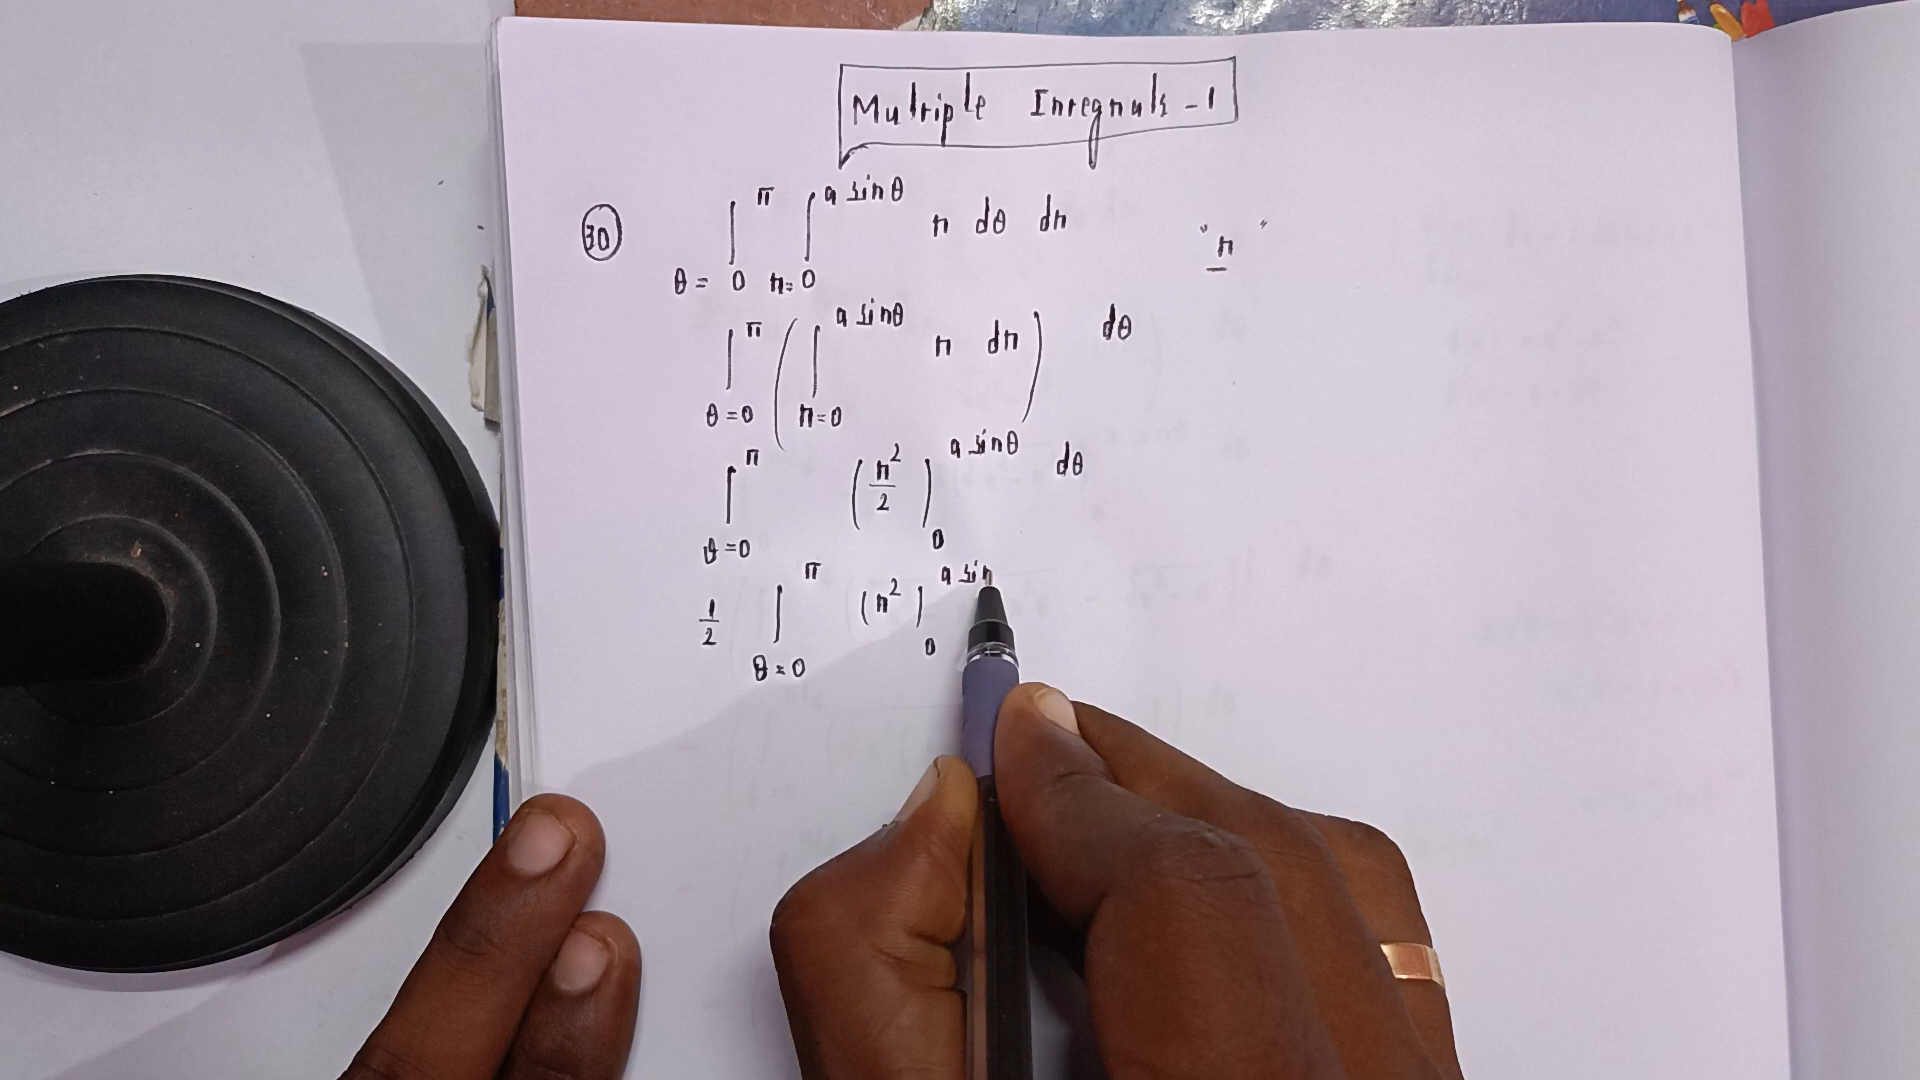 Multiple Integrals - 1
30 ∫_{θ=0}^{π} ∫_{r=0}^{a sinθ} r dθ dr "r"
∫_{θ=0}^{π} ( ∫_{r=0}^{a sinθ} r dr ) dθ
∫_{θ=0}^{π} ( r²/2 )_{0}^{a sinθ} dθ
1/2 ∫_{θ=0}^{π} ( r² )_{0}^{a sin